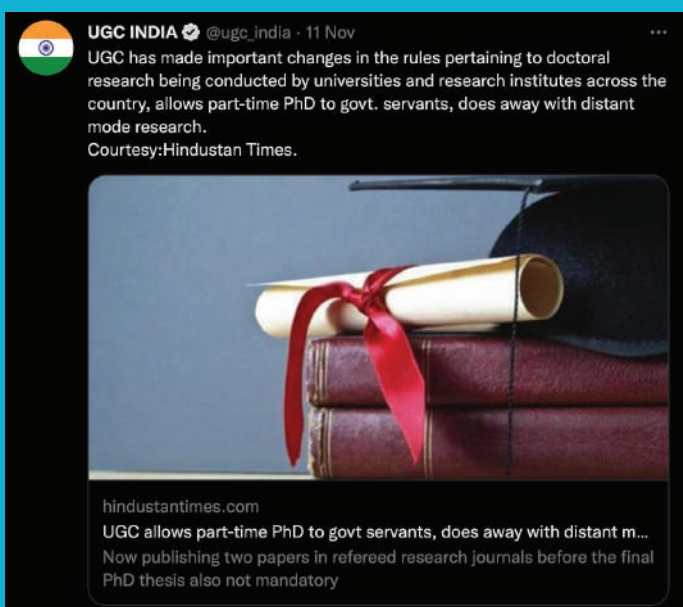 UGC INDIA @ugc_india · 11 Nov
UGC has made important changes in the rules pertaining to doctoral
research being conducted by universities and research institutes across the
country, allows part-time PhD to govt. servants, does away with distant
mode research.
Courtesy:Hindustan Times.
hindustantimes.com
UGC allows part-time PhD to govt servants, does away with distant m...
Now publishing two papers in refereed research journals before the final
PhD thesis also not mandatory